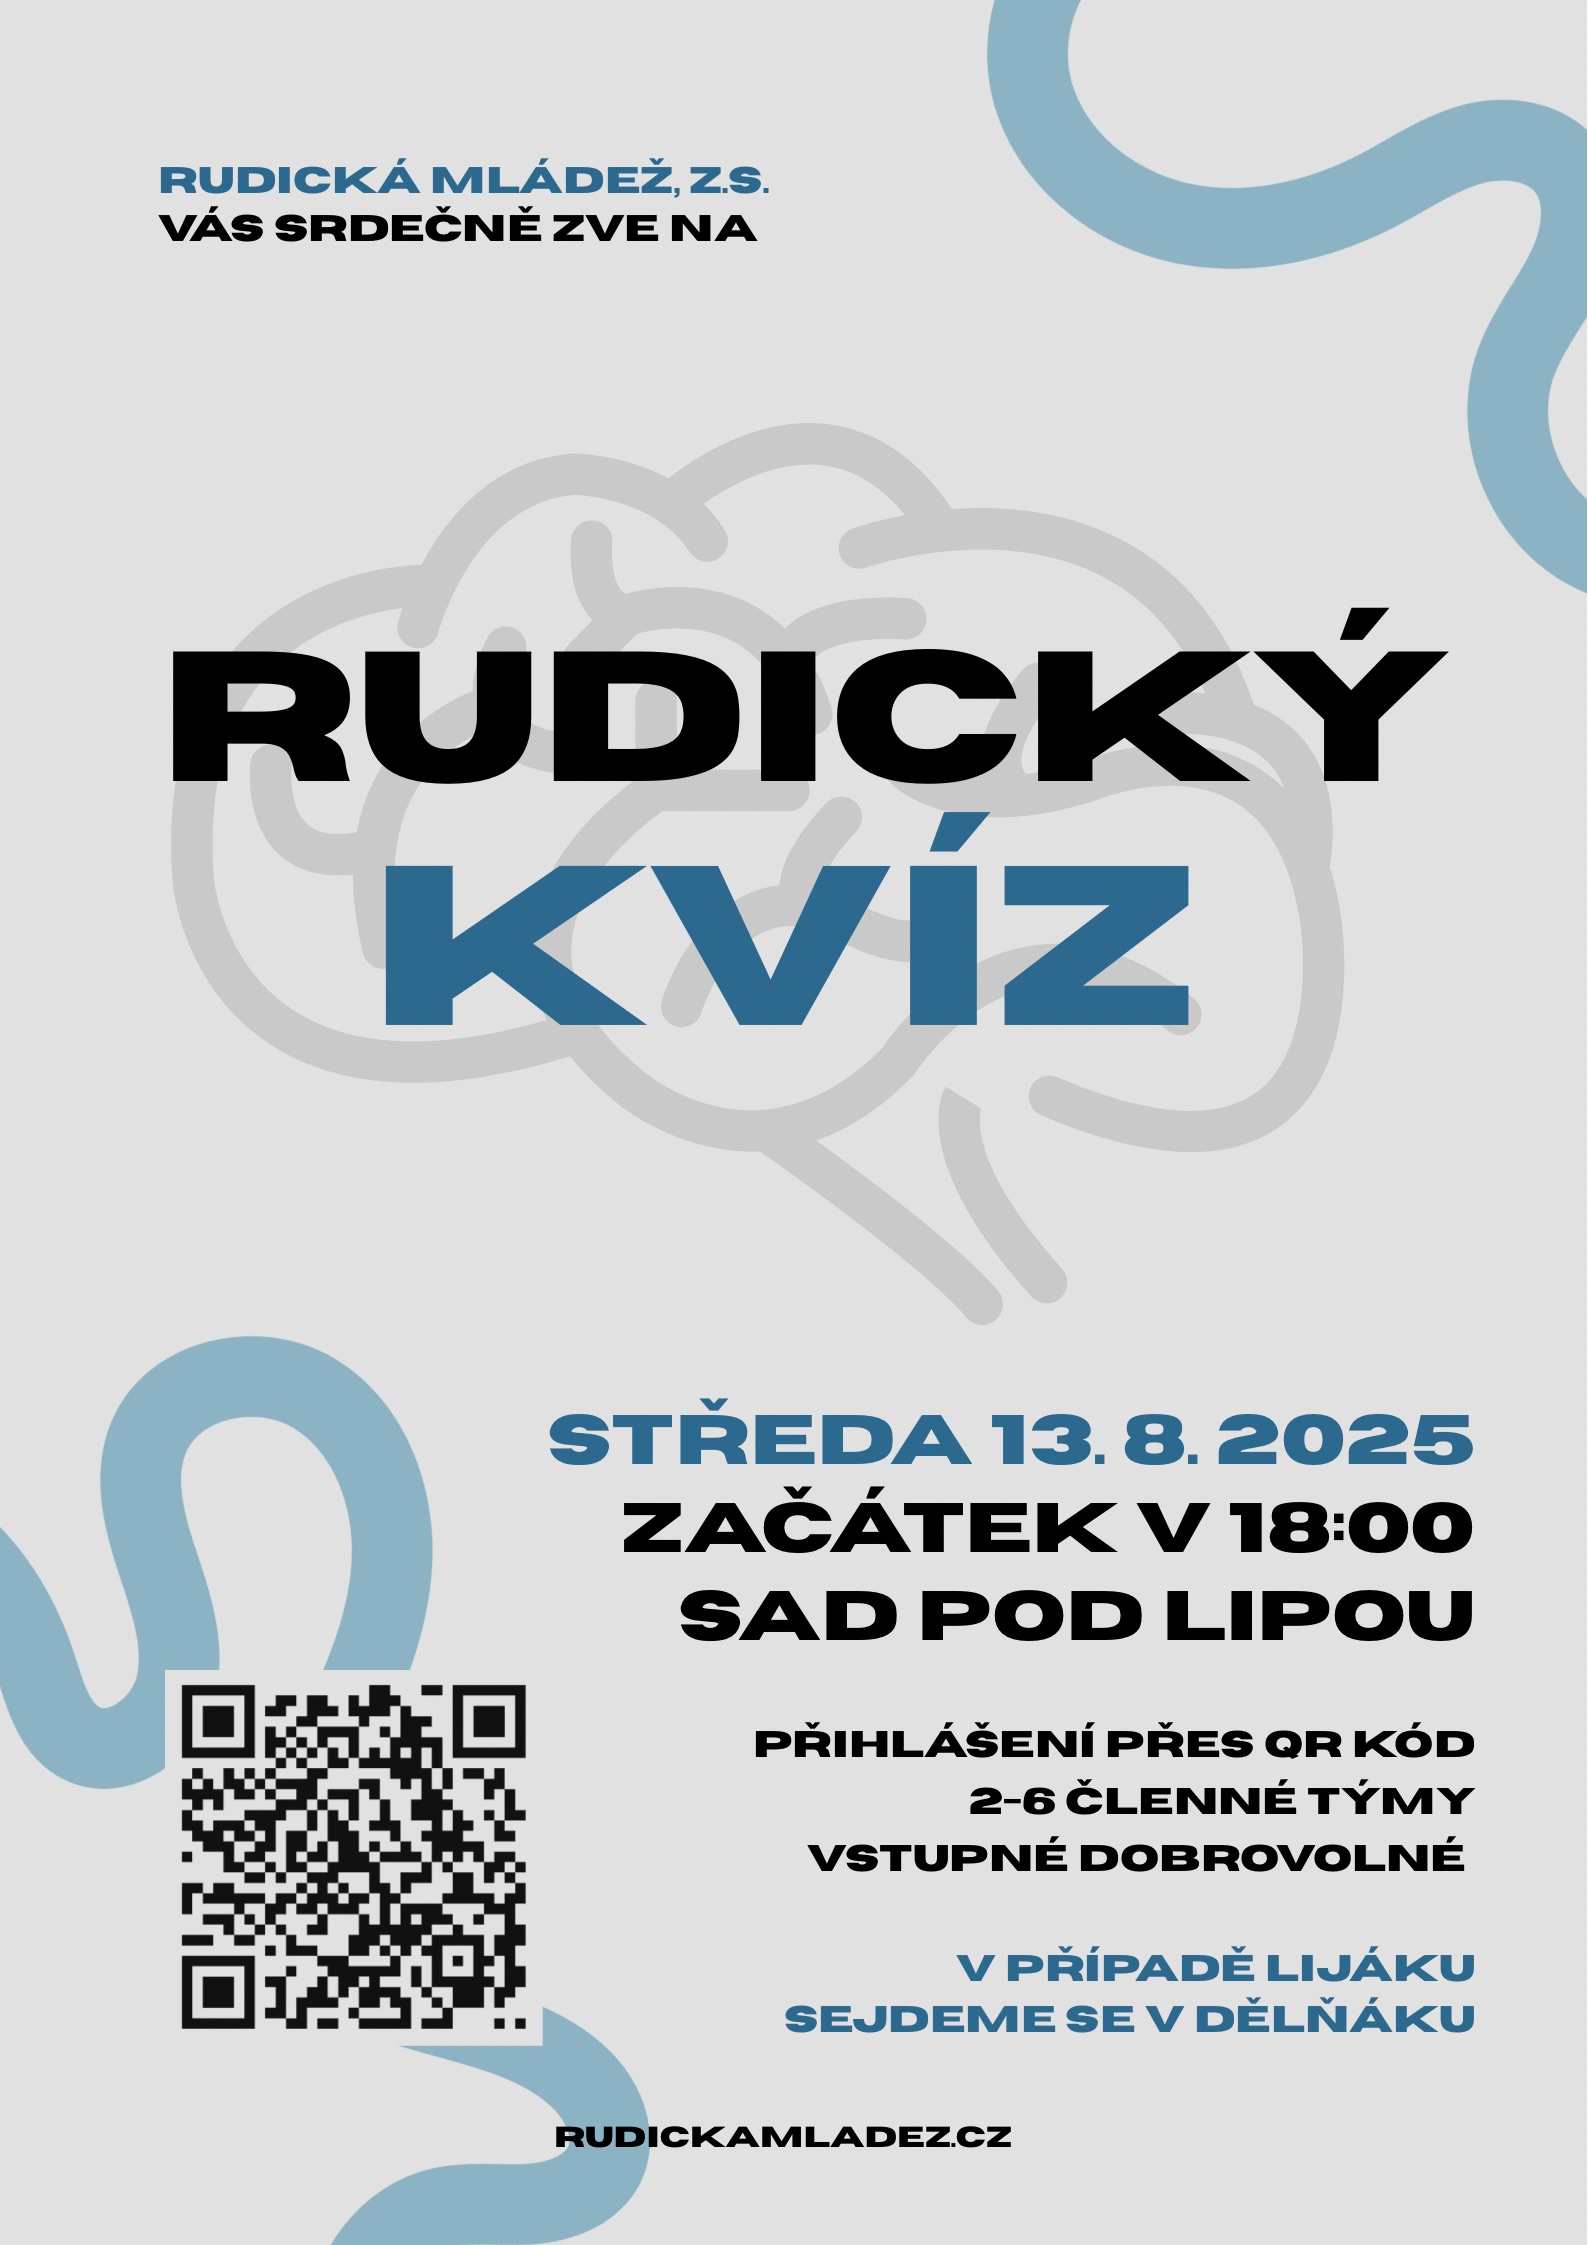 RUDICKÁ MLÁDEŽ, Z.S.
VÁS SRDEČNĚ ZVE NA
RUDICKÝ
KVÍZ
STŘEDA 13. 8. 2025
ZAČÁTEK V 18:00
SAD POD LIPOU
PŘIHLÁŠENÍ PŘES QR KÓD
2-6 ČLENNÉ TÝMY
VSTUPNÉ DOBROVOLNÉ
V PŘÍPADĚ LIJÁKU
SEJDEME SE V DĚLŇÁKU
RUDICKAMLADEZ.CZ